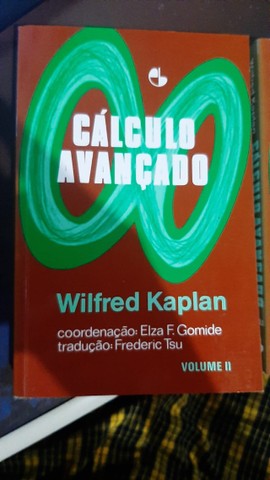 CÁLCULO
AVANÇADO
Wilfred Kaplan
coordenação: Elza F. Gomide
tradução: Frederic Tsu
VOLUME II